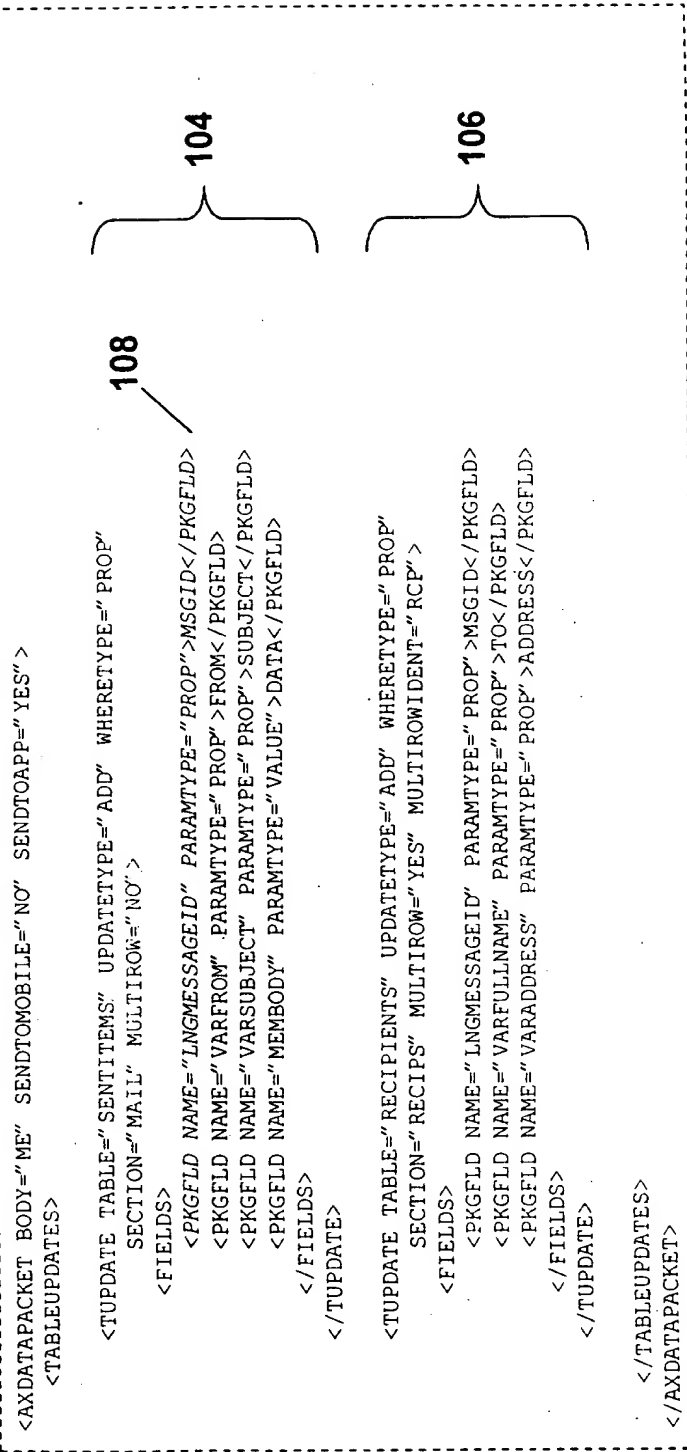 <AXDATAPACKET BODY="ME" SENDTOMOBILE="NO" SENDTOAPP="YES">
<TABLEUPDATES>
<TUPDATE TABLE="SENTITEMS" UPDATETYPE="ADD" WHERETYPE="PROP"
SECTION="MAIL" MULTIROW="NO">
<FIELDS>
<PKGFLD NAME="LNGMESSAGEID" PARAMTYPE="PROP">MSGID</PKGFLD>
<PKGFLD NAME="VARFROM" PARAMTYPE="PROP">FROM</PKGFLD>
<PKGFLD NAME="VARSUBJECT" PARAMTYPE="PROP">SUBJECT</PKGFLD>
<PKGFLD NAME="MEMBODY" PARAMTYPE="VALUE">DATA</PKGFLD>
</FIELDS>
</TUPDATE>
108
104
<TUPDATE TABLE="RECIPIENTS" UPDATETYPE="ADD" WHERETYPE="PROP"
SECTION="RECIPS" MULTIROW="YES" MULTIROWIDENT="RCP">
<FIELDS>
<PKGFLD NAME="LNGMESSAGEID" PARAMTYPE="PROP">MSGID</PKGFLD>
<PKGFLD NAME="VARFULLNAME" PARAMTYPE="PROP">TO</PKGFLD>
<PKGFLD NAME="VARADDRESS" PARAMTYPE="PROP">ADDRESS</PKGFLD>
</FIELDS>
</TUPDATE>
106
</TABLEUPDATES>
</AXDATAPACKET>